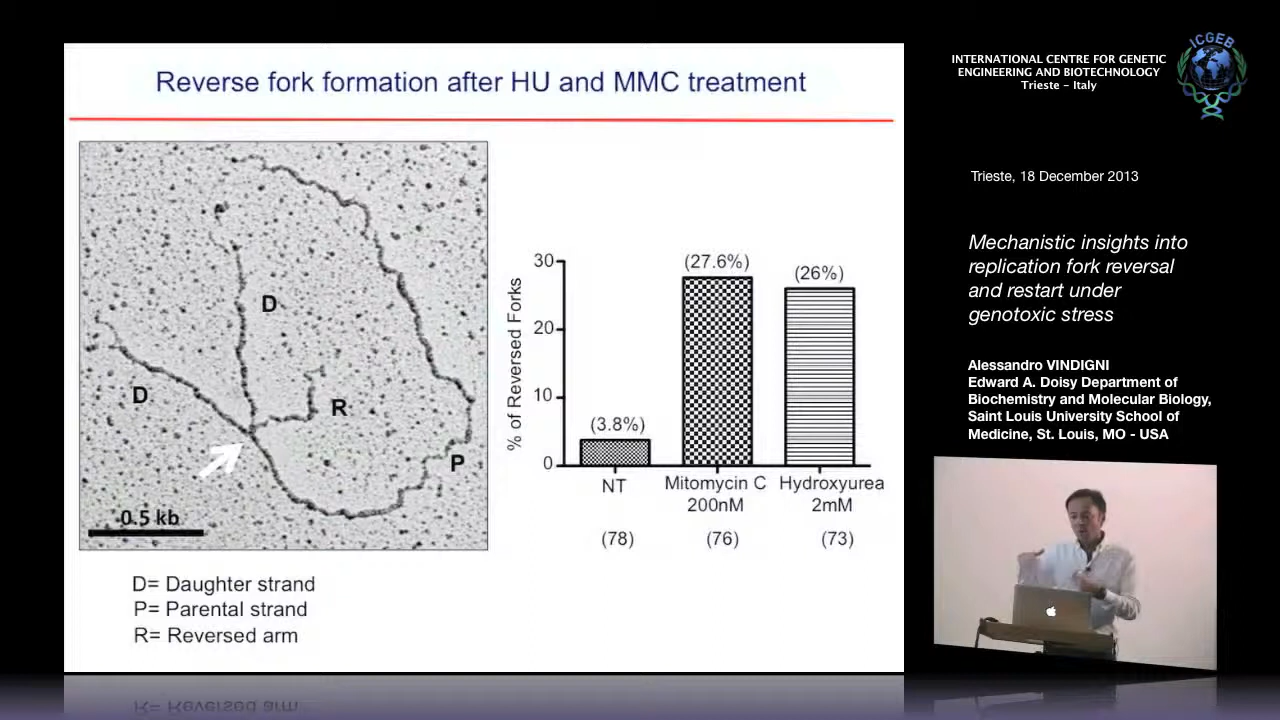 Reverse fork formation after HU and MMC treatment
D
D
R
P
0.5 kb
D= Daughter strand
P= Parental strand
R= Reversed arm
% of Reversed Forks
30
20
10
0
(3.8%)
(27.6%)
(26%)
NT
Mitomycin C
200nM
Hydroxyurea
2mM
(78)
(76)
(73)
INTERNATIONAL CENTRE FOR GENETIC
ENGINEERING AND BIOTECHNOLOGY
Trieste – Italy
ICGEB
Trieste, 18 December 2013
Mechanistic insights into
replication fork reversal
and restart under
genotoxic stress
Alessandro VINDIGNI
Edward A. Doisy Department of
Biochemistry and Molecular Biology,
Saint Louis University School of
Medicine, St. Louis, MO - USA
R= Reversed arm